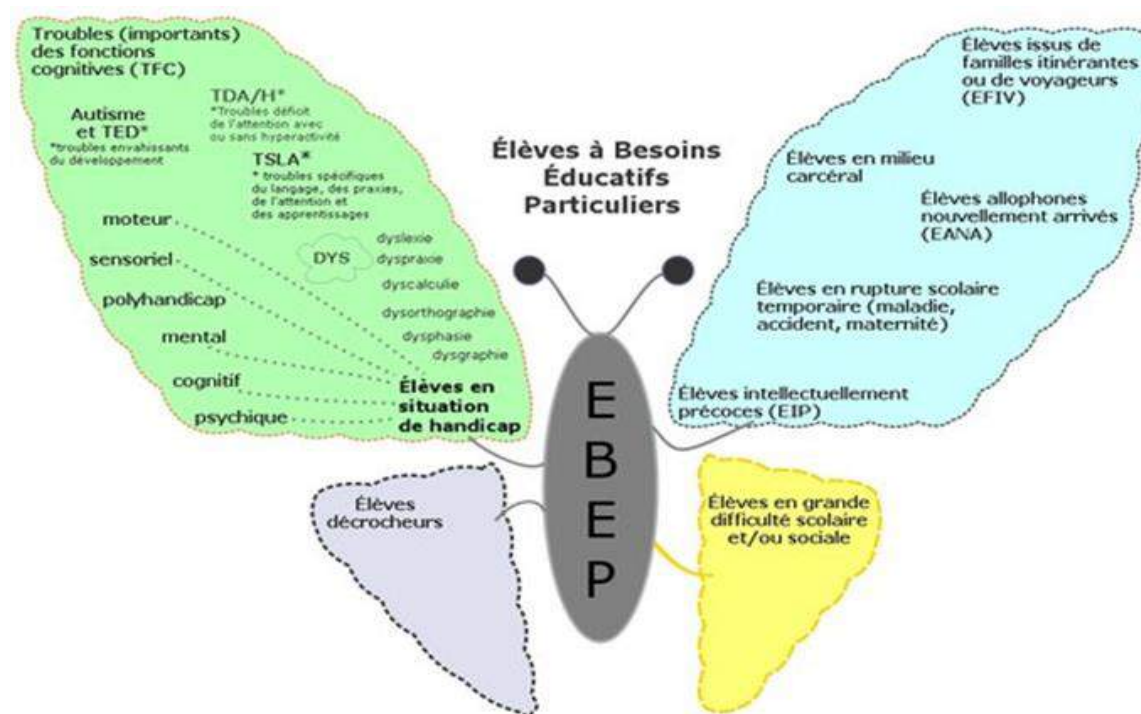 Troubles (importants)
des fonctions
cognitives (TFC)
TDA/H*
*Troubles déficit
de l'attention avec
ou sans hyperactivité
Autisme
et TED*
*troubles envahissants
du développement
TSLA*
* troubles spécifiques
du langage, des praxies,
de l'attention et
des apprentissages
moteur
sensoriel
polyhandicap
mental
cognitif
psychique
DYS
dyslexie
dyspraxie
dyscalculie
dysorthographie
dysphasie
dysgraphie
Élèves en
situation
de handicap
Élèves à Besoins
Éducatifs
Particuliers
E
B
E
P
Élèves issus de
familles itinérantes
ou de voyageurs
(EFIV)
Élèves en milieu
carcéral
Élèves allophones
nouvellement arrivés
(EANA)
Élèves en rupture scolaire
temporaire (maladie,
accident, maternité)
Élèves intellectuellement
précoces (EIP)
Élèves
décrocheurs
Élèves en grande
difficulté scolaire
et/ou sociale